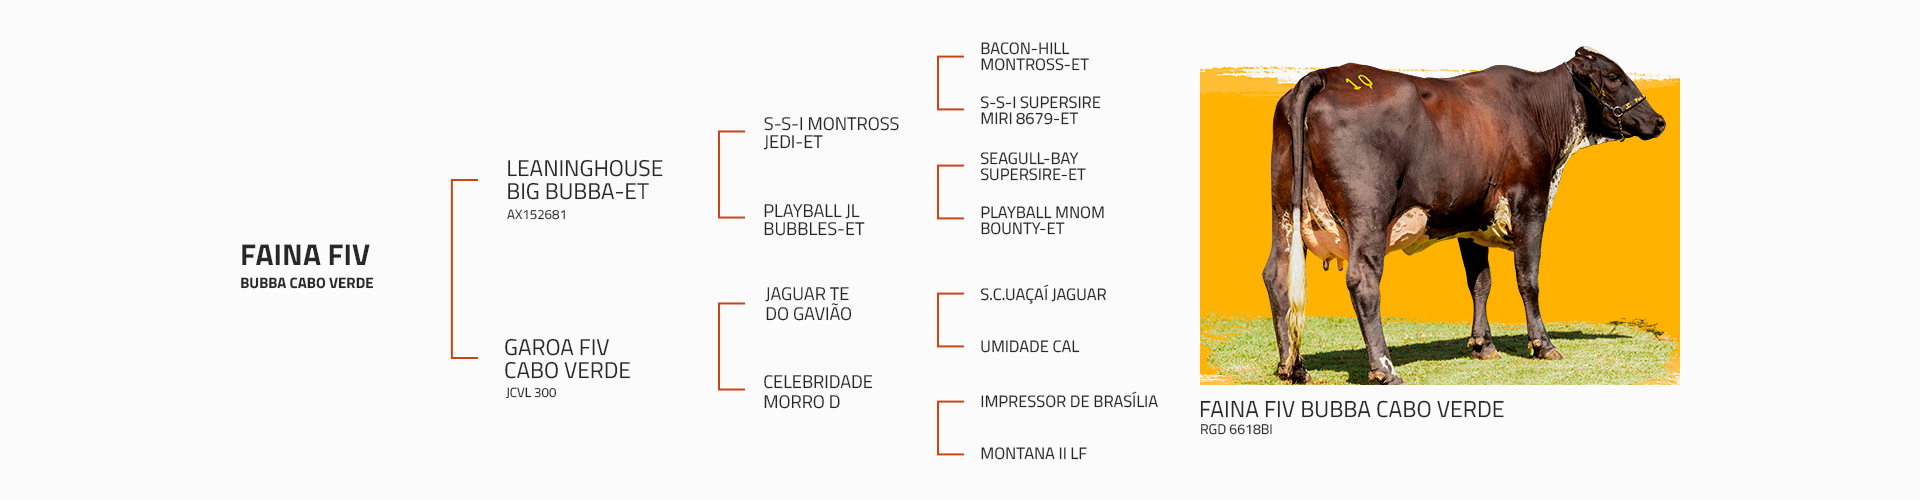 FAINA FIV
BUBBA CABO VERDE
LEANINGHOUSE
BIG BUBBA-ET
AX152681
GAROA FIV
CABO VERDE
JCVL 300
S-S-I MONTROSS
JEDI-ET
PLAYBALL JL
BUBBLES-ET
JAGUAR TE
DO GAVIÃO
CELEBRIDADE
MORRO D
BACON-HILL
MONTROSS-ET
S-S-I SUPERSIRE
MIRI 8679-ET
SEAGULL-BAY
SUPERSIRE-ET
PLAYBALL MNOM
BOUNTY-ET
S.C.UAÇAÍ JAGUAR
UMIDADE CAL
IMPRESSOR DE BRASÍLIA
MONTANA II LF
10
FAINA FIV BUBBA CABO VERDE
RGD 6618BI